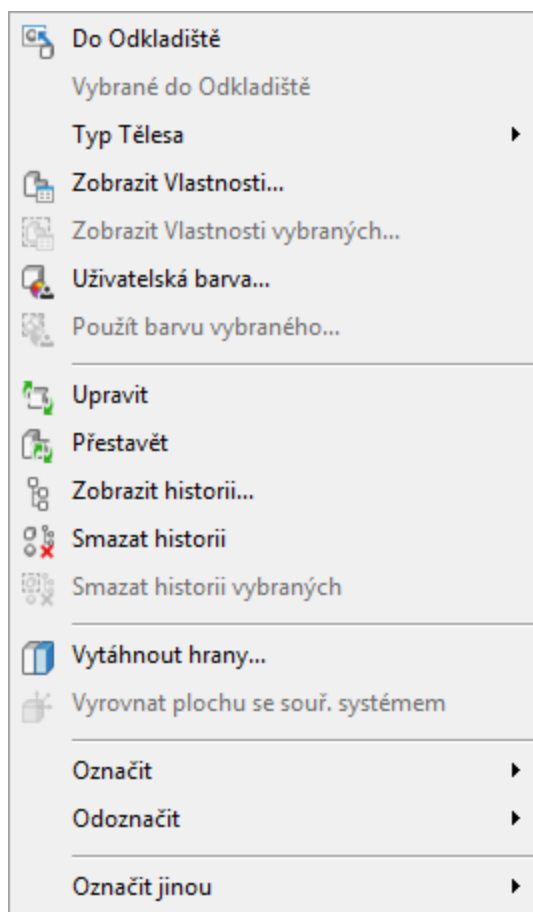 Do Odkladiště
Vybrané do Odkladiště
Typ Tělesa
Zobrazit Vlastnosti...
Zobrazit Vlastnosti vybraných...
Uživatelská barva...
Použít barvu vybraného...
Upravit
Přestavět
Zobrazit historii...
Smazat historii
Smazat historii vybraných
Vytáhnout hrany...
Vyrovnat plochu se souř. systémem
Označit
Odoznačit
Označit jinou